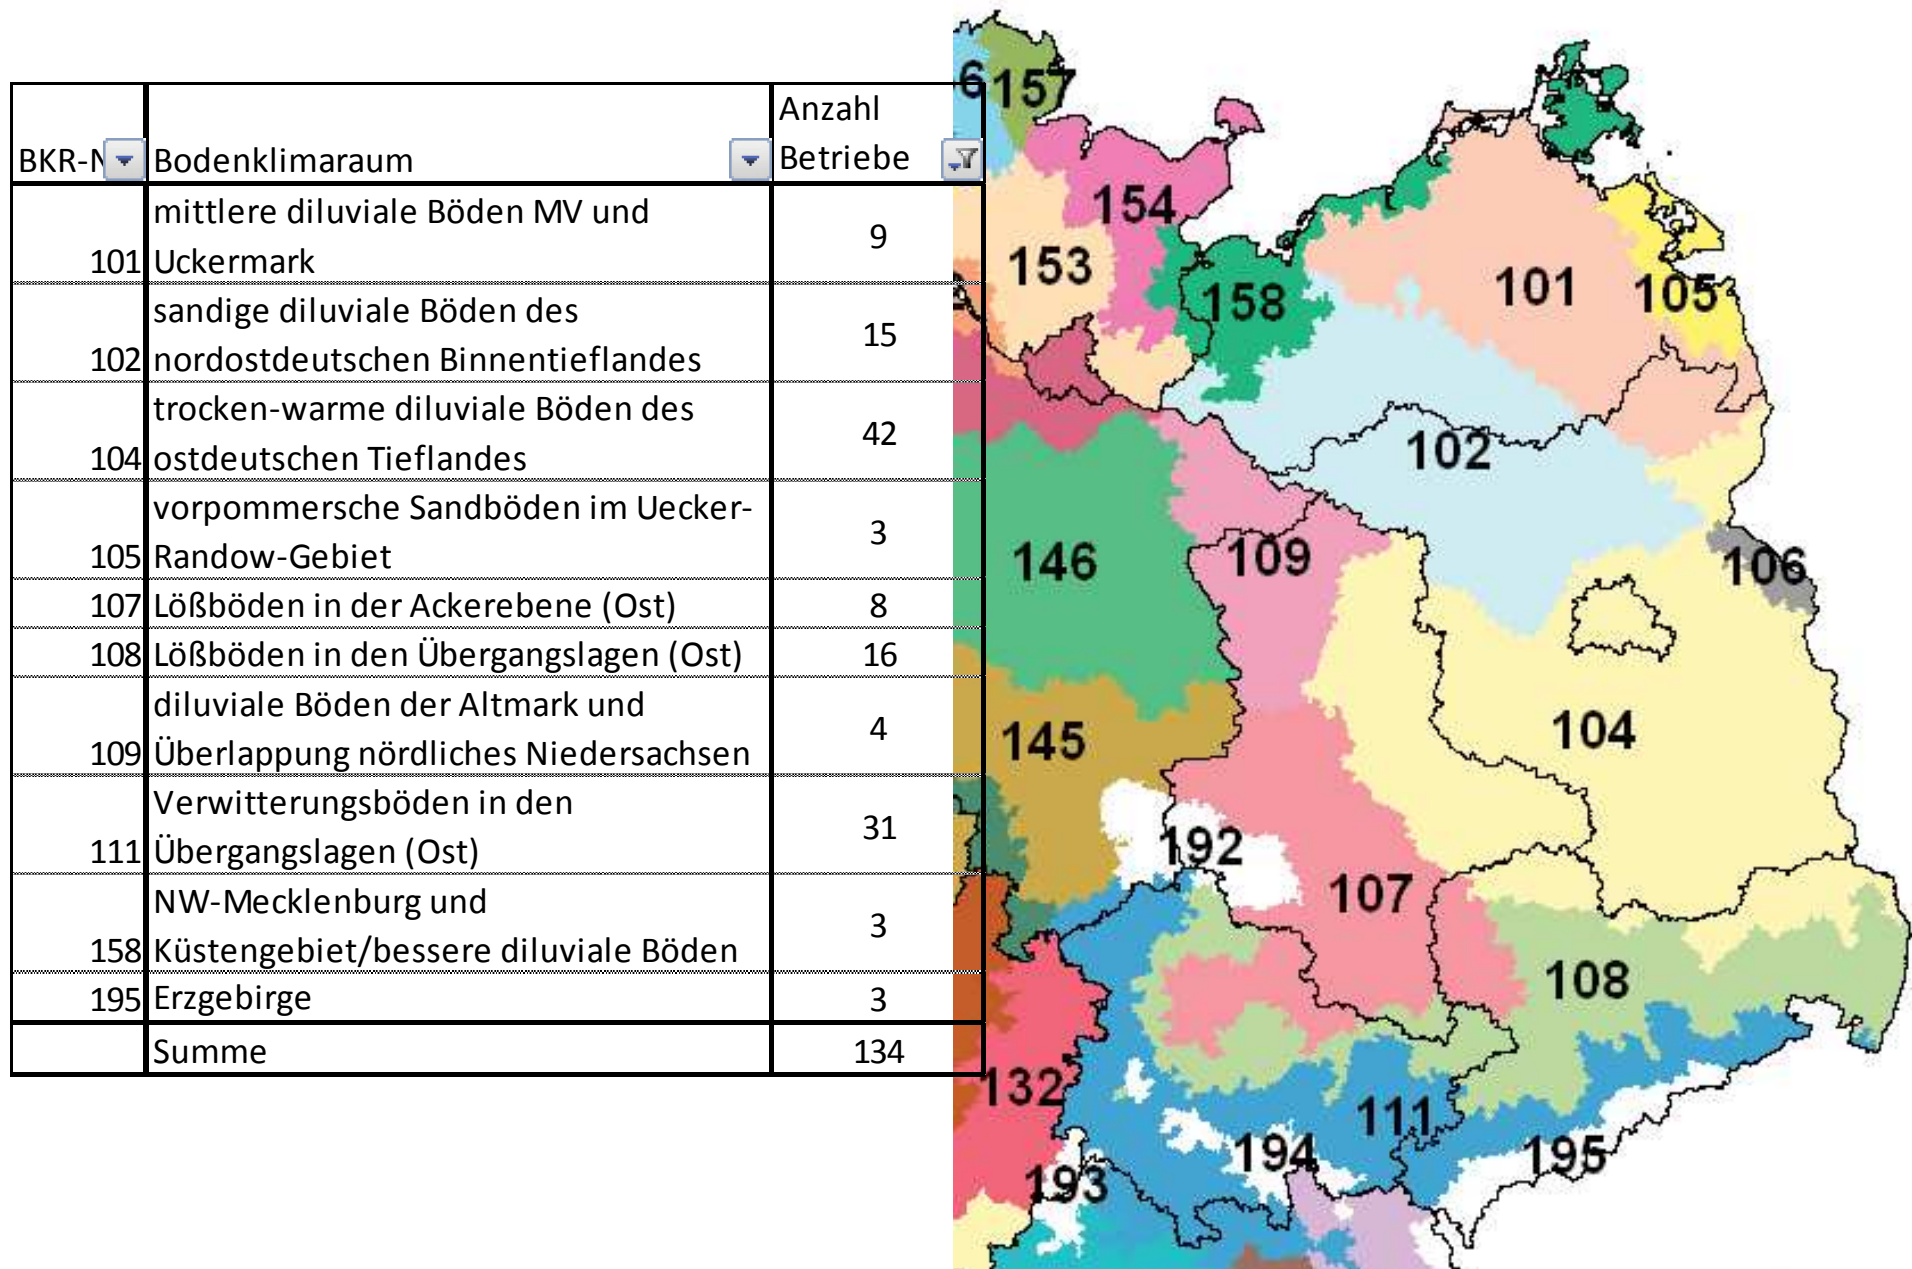 Anzahl
BKR-N Bodenklimaraum Betriebe
mittlere diluviale Böden MV und
101 Uckermark 9
sandige diluviale Böden des
102 nordostdeutschen Binnentieflandes 15
trocken-warme diluviale Böden des
104 ostdeutschen Tieflandes 42
vorpommersche Sandböden im Uecker-
105 Randow-Gebiet 3
107 Lößböden in der Ackerebene (Ost) 8
108 Lößböden in den Übergangslagen (Ost) 16
diluviale Böden der Altmark und
109 Überlappung nördliches Niedersachsen 4
Verwitterungsböden in den
111 Übergangslagen (Ost) 31
NW-Mecklenburg und
158 Küstengebiet/bessere diluviale Böden 3
195 Erzgebirge 3
Summe 134
6 157
154
153
158
101
105
102
109
146
106
145
104
192
107
108
132
111
194
195
193